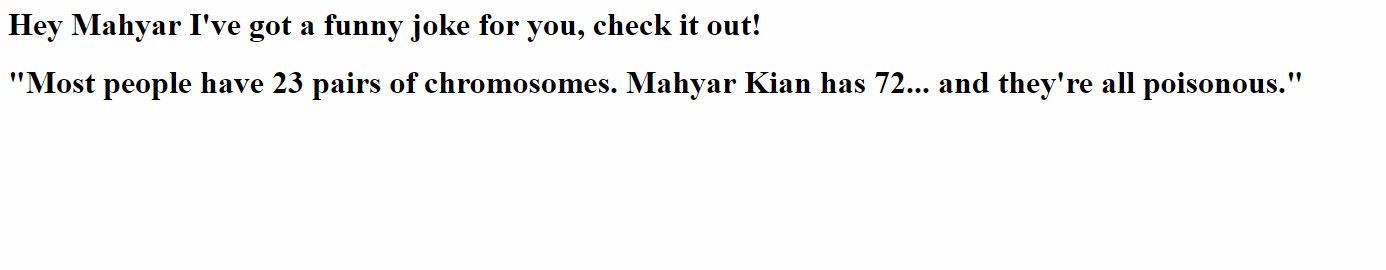 Hey Mahyar I've got a funny joke for you, check it out!
"Most people have 23 pairs of chromosomes. Mahyar Kian has 72... and they're all poisonous."